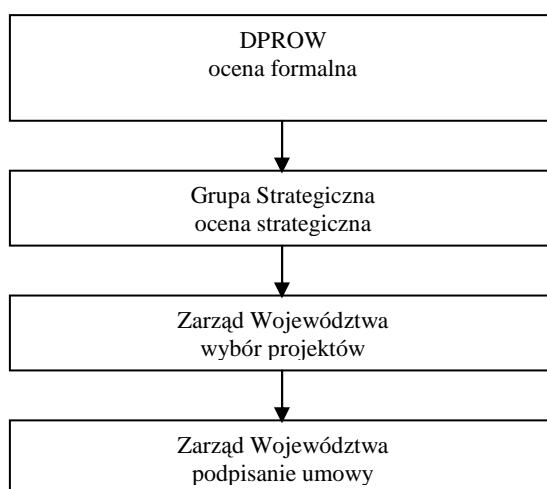 DPROW
ocena formalna
Grupa Strategiczna
ocena strategiczna
Zarząd Województwa
wybór projektów
Zarząd Województwa
podpisanie umowy